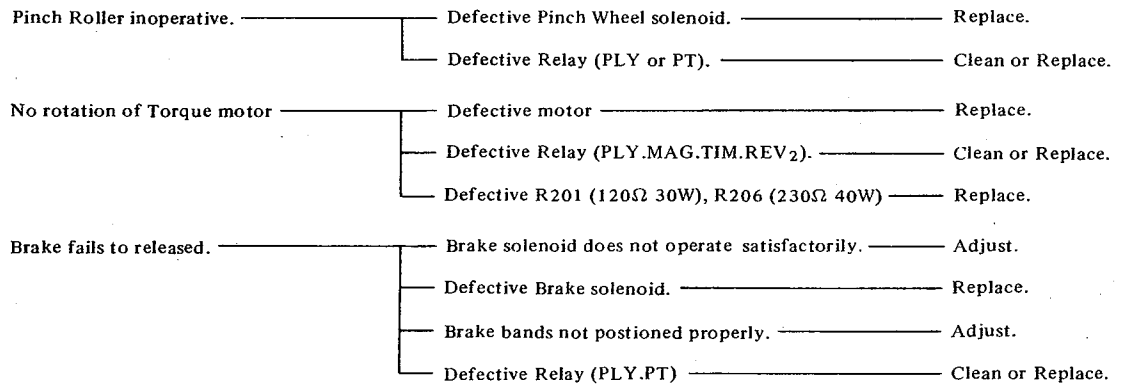 Pinch Roller inoperative. Defective Pinch Wheel solenoid. Replace.
Defective Relay (PLY or PT). Clean or Replace.
No rotation of Torque motor Defective motor Replace.
Defective Relay (PLY.MAG.TIM.REV₂). Clean or Replace.
Defective R201 (120Ω 30W), R206 (230Ω 40W) Replace.
Brake fails to released. Brake solenoid does not operate satisfactorily. Adjust.
Defective Brake solenoid. Replace.
Brake bands not postioned properly. Adjust.
Defective Relay (PLY.PT) Clean or Replace.